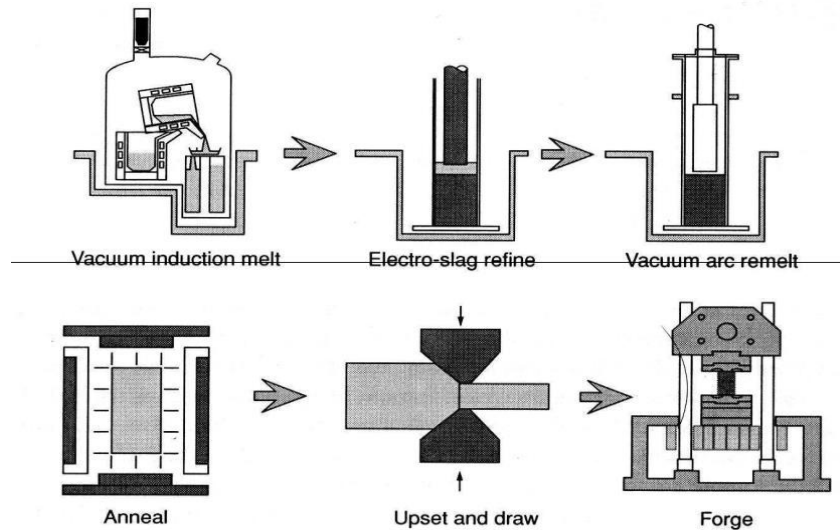 Vacuum induction melt
Electro-slag refine
Vacuum arc remelt
Anneal
Upset and draw
Forge